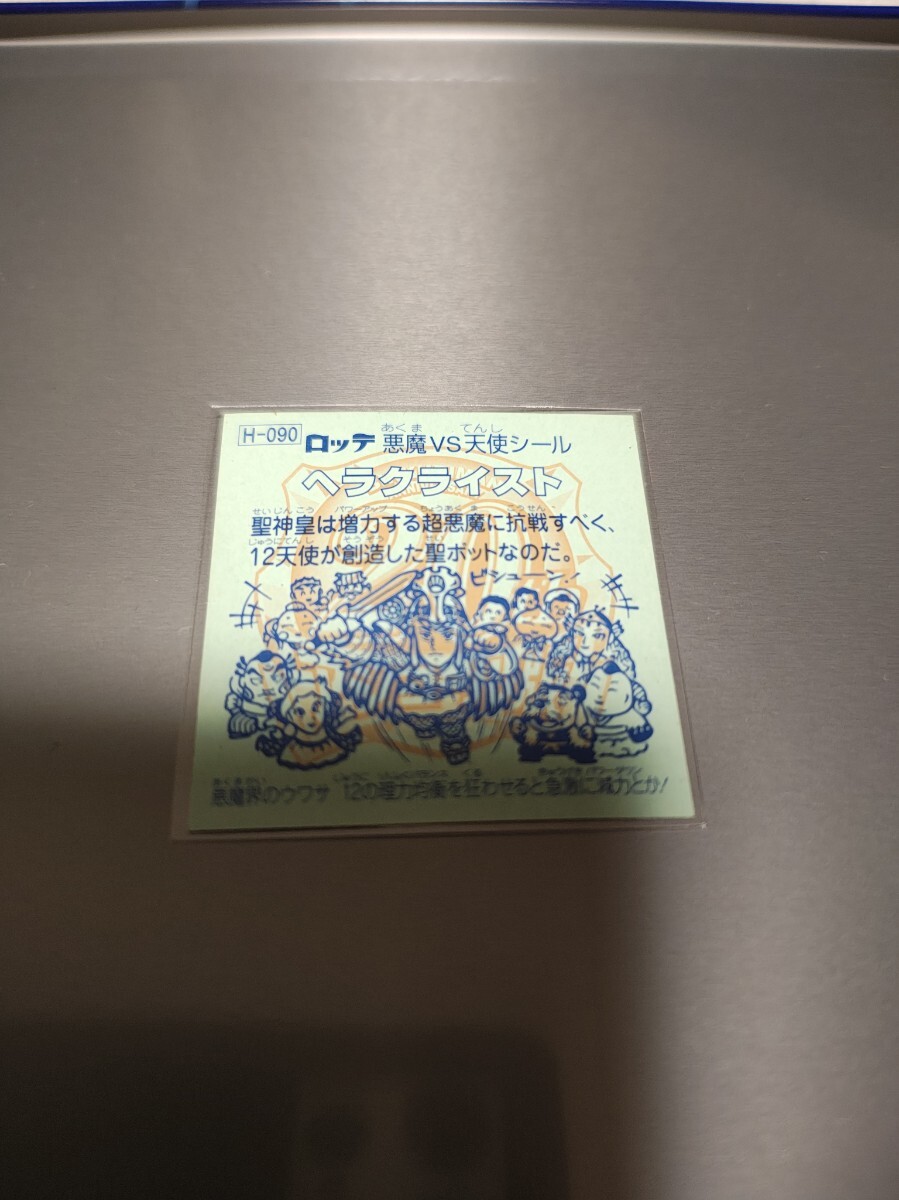 H-090 ロッテ 悪魔VS天使シール
あくま てんし
ヘラクライスト
せいじんこう パワーアップ ちょうあくま こうせん
聖神皇は増力する超悪魔に抗戦すべく、
じゅうにてんし そうぞう せい
12天使が創造した聖ボットなのだ。
ビシューン!
あくまかい
悪魔界のウワサ 12の理力均衡を狂わせると急激に減力とか!